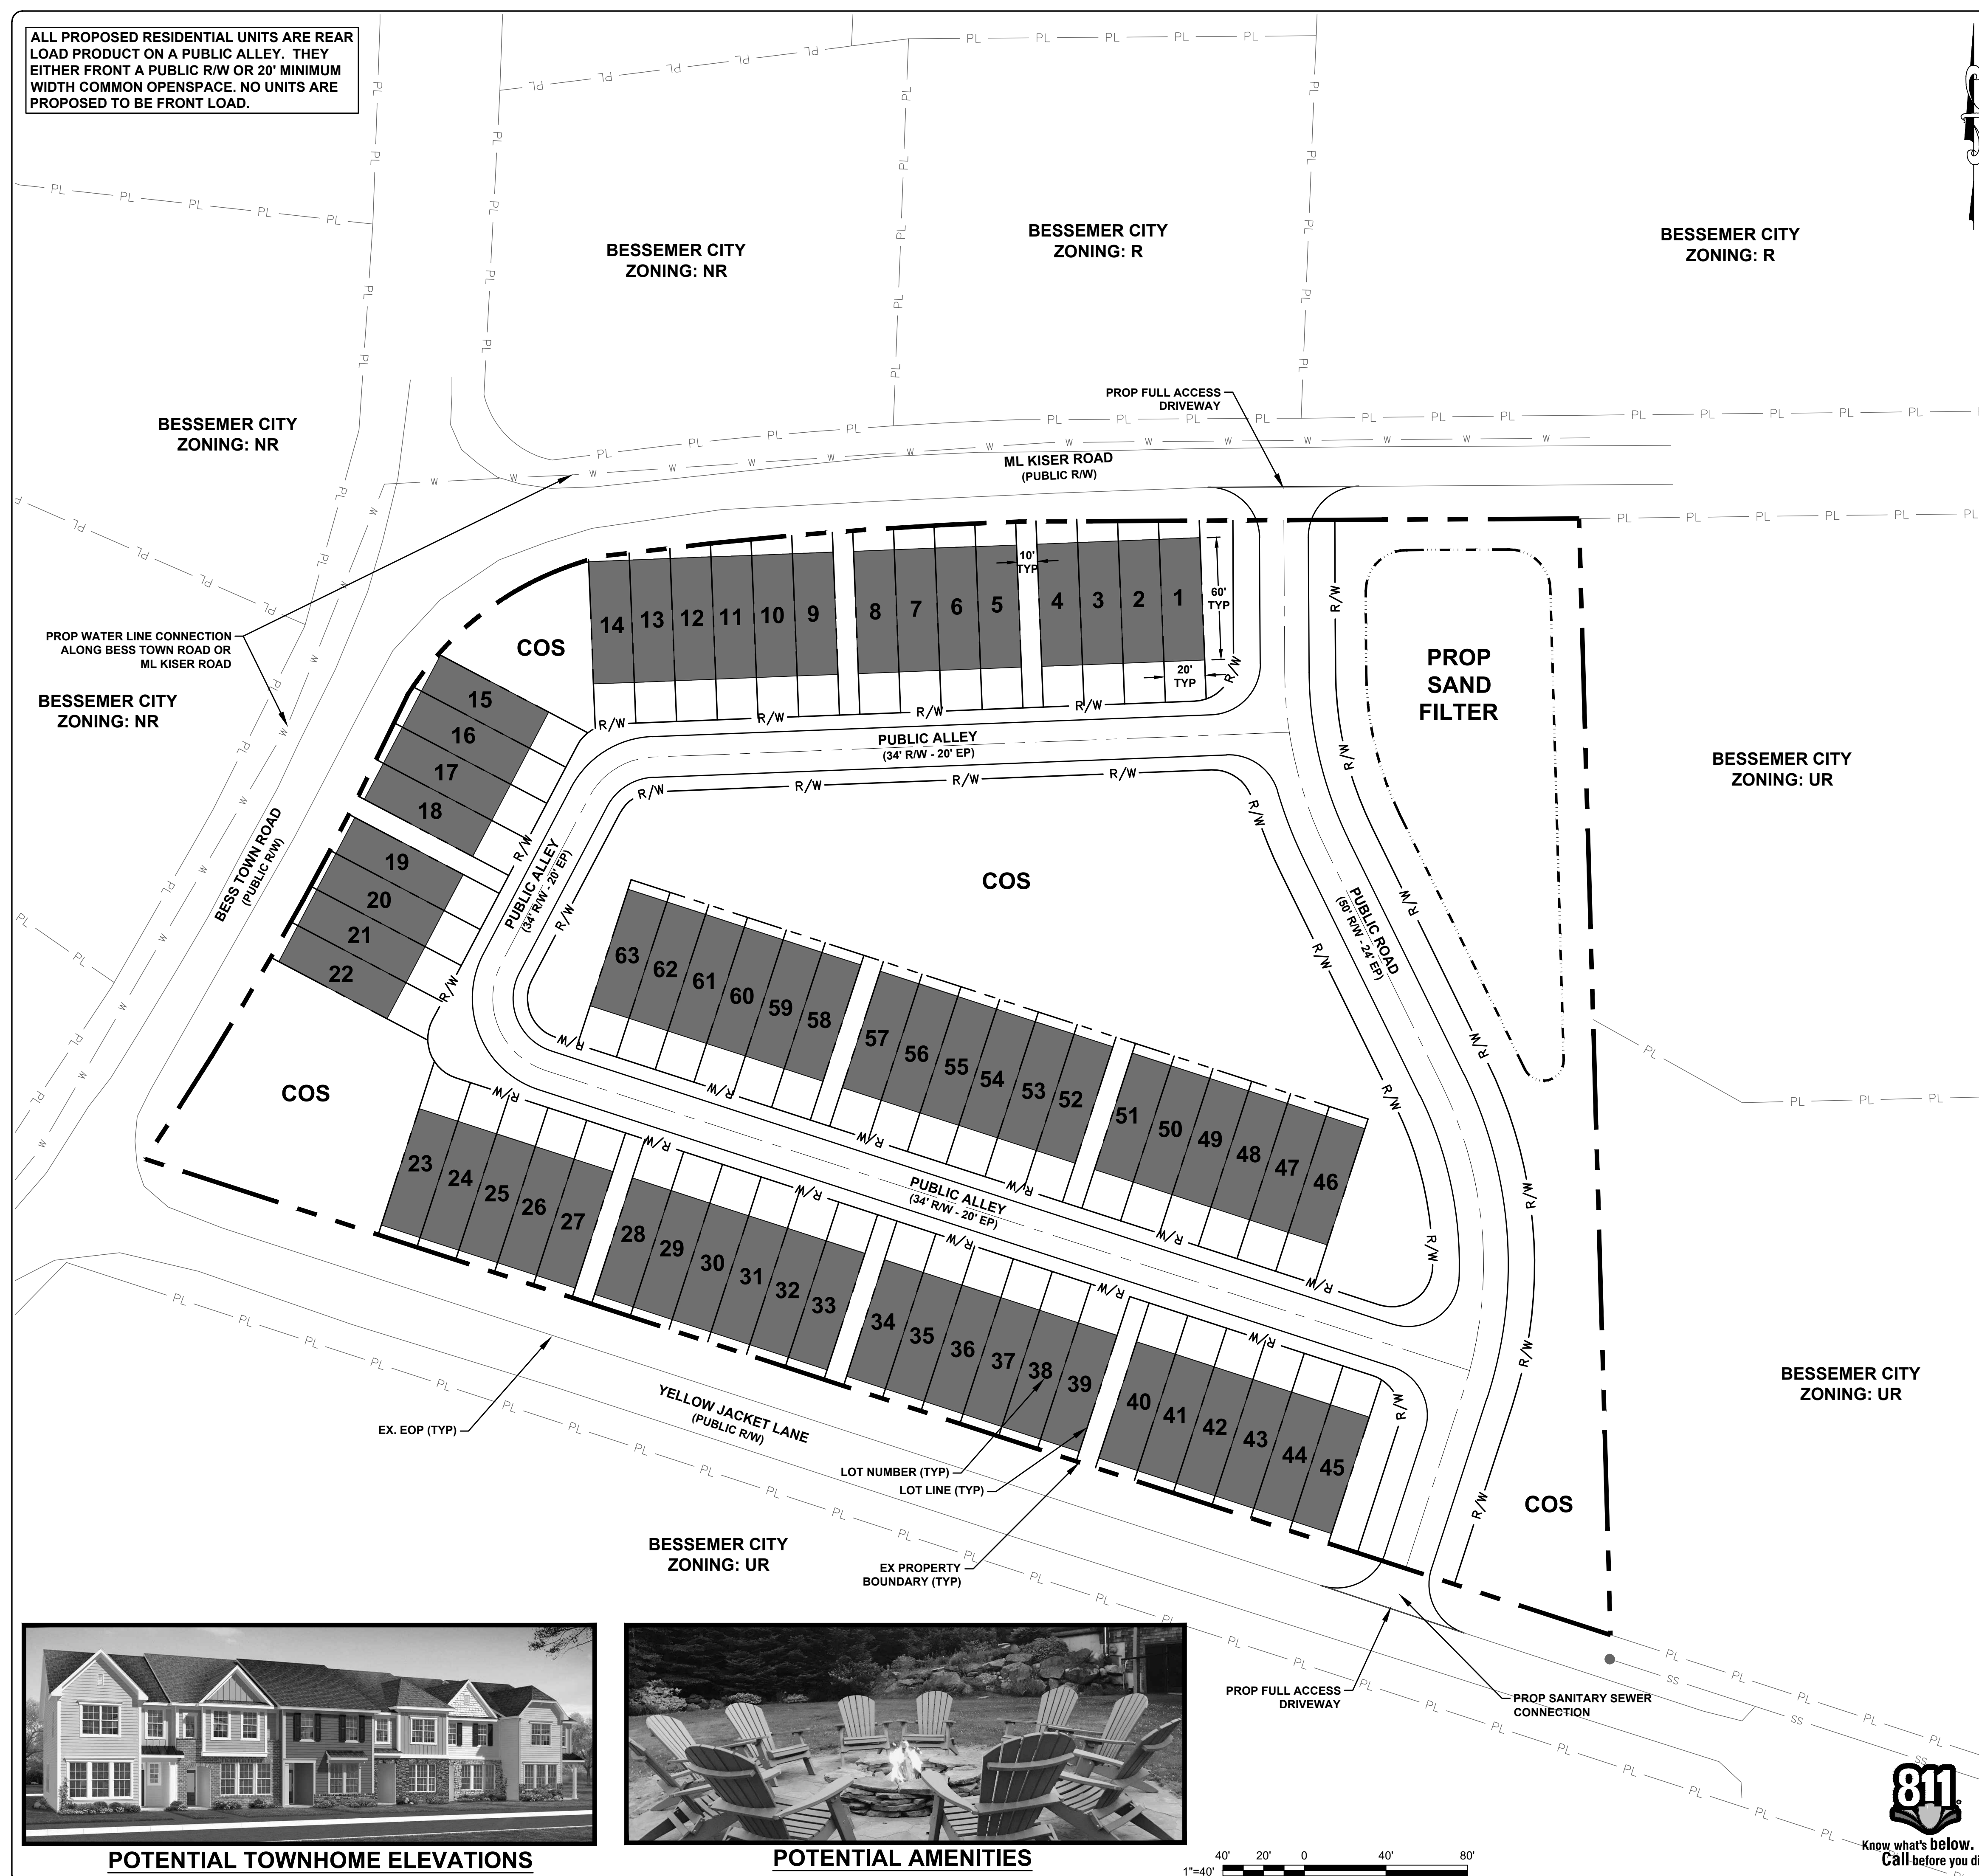 ALL PROPOSED RESIDENTIAL UNITS ARE REAR
LOAD PRODUCT ON A PUBLIC ALLEY. THEY
EITHER FRONT A PUBLIC R/W OR 20' MINIMUM
WIDTH COMMON OPENSPACE. NO UNITS ARE
PROPOSED TO BE FRONT LOAD.
BESSEMER CITY
ZONING: NR
BESSEMER CITY
ZONING: R
BESSEMER CITY
ZONING: R
BESSEMER CITY
ZONING: NR
PROP FULL ACCESS
DRIVEWAY
ML KISER ROAD
(PUBLIC R/W)
PROP WATER LINE CONNECTION
ALONG BESS TOWN ROAD OR
ML KISER ROAD
BESSEMER CITY
ZONING: NR
COS
14 13 12 11 10 9 8 7 6 5 4 3 2 1
10'
TYP
60'
TYP
20'
TYP
PROP
SAND
FILTER
BESSEMER CITY
ZONING: UR
15
16
17
18
19
20
21
22
BESS TOWN ROAD
(PUBLIC R/W)
PUBLIC ALLEY
(34' R/W - 20' EP)
PUBLIC ALLEY
(34' R/W - 20' EP)
COS
PUBLIC ROAD
(50' R/W - 24' EP)
63 62 61 60 59 58 57 56 55 54 53 52 51 50 49 48 47 46
PUBLIC ALLEY
(34' R/W - 20' EP)
COS
23 24 25 26 27 28 29 30 31 32 33 34 35 36 37 38 39 40 41 42 43 44 45
R/W
PL
W
SS
BESSEMER CITY
ZONING: UR
YELLOW JACKET LANE
(PUBLIC R/W)
EX. EOP (TYP)
LOT NUMBER (TYP)
LOT LINE (TYP)
COS
BESSEMER CITY
ZONING: UR
EX PROPERTY
BOUNDARY (TYP)
PROP FULL ACCESS
DRIVEWAY
PROP SANITARY SEWER
CONNECTION
POTENTIAL TOWNHOME ELEVATIONS
POTENTIAL AMENITIES
40' 20' 0 40' 80'
1"=40'
811
Know what's below.
Call before you di